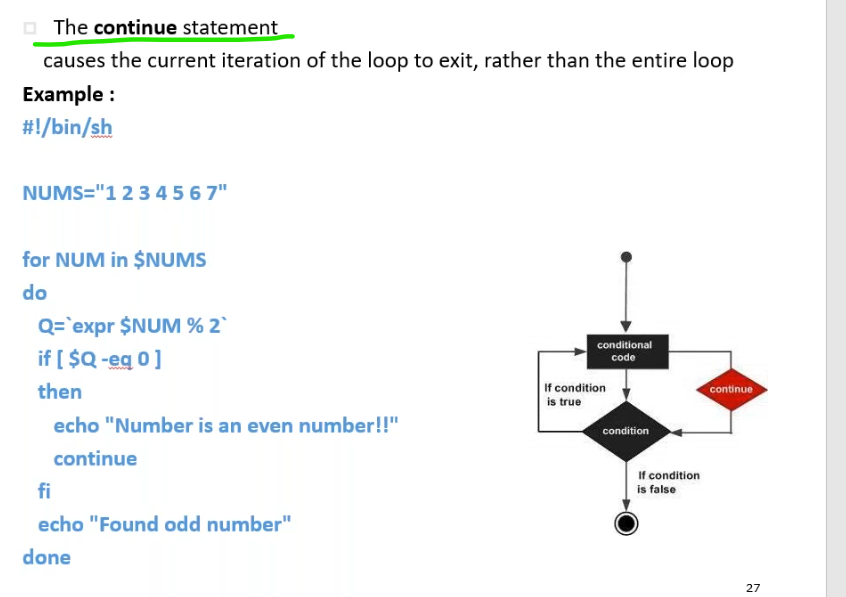 The continue statement
causes the current iteration of the loop to exit, rather than the entire loop
Example :
#!/bin/sh
NUMS="1 2 3 4 5 6 7"
for NUM in $NUMS
do
Q=`expr $NUM % 2`
if [ $Q -eq 0 ]
then
echo "Number is an even number!!"
continue
fi
echo "Found odd number"
done
conditional
code
If condition
is true
continue
condition
If condition
is false
27